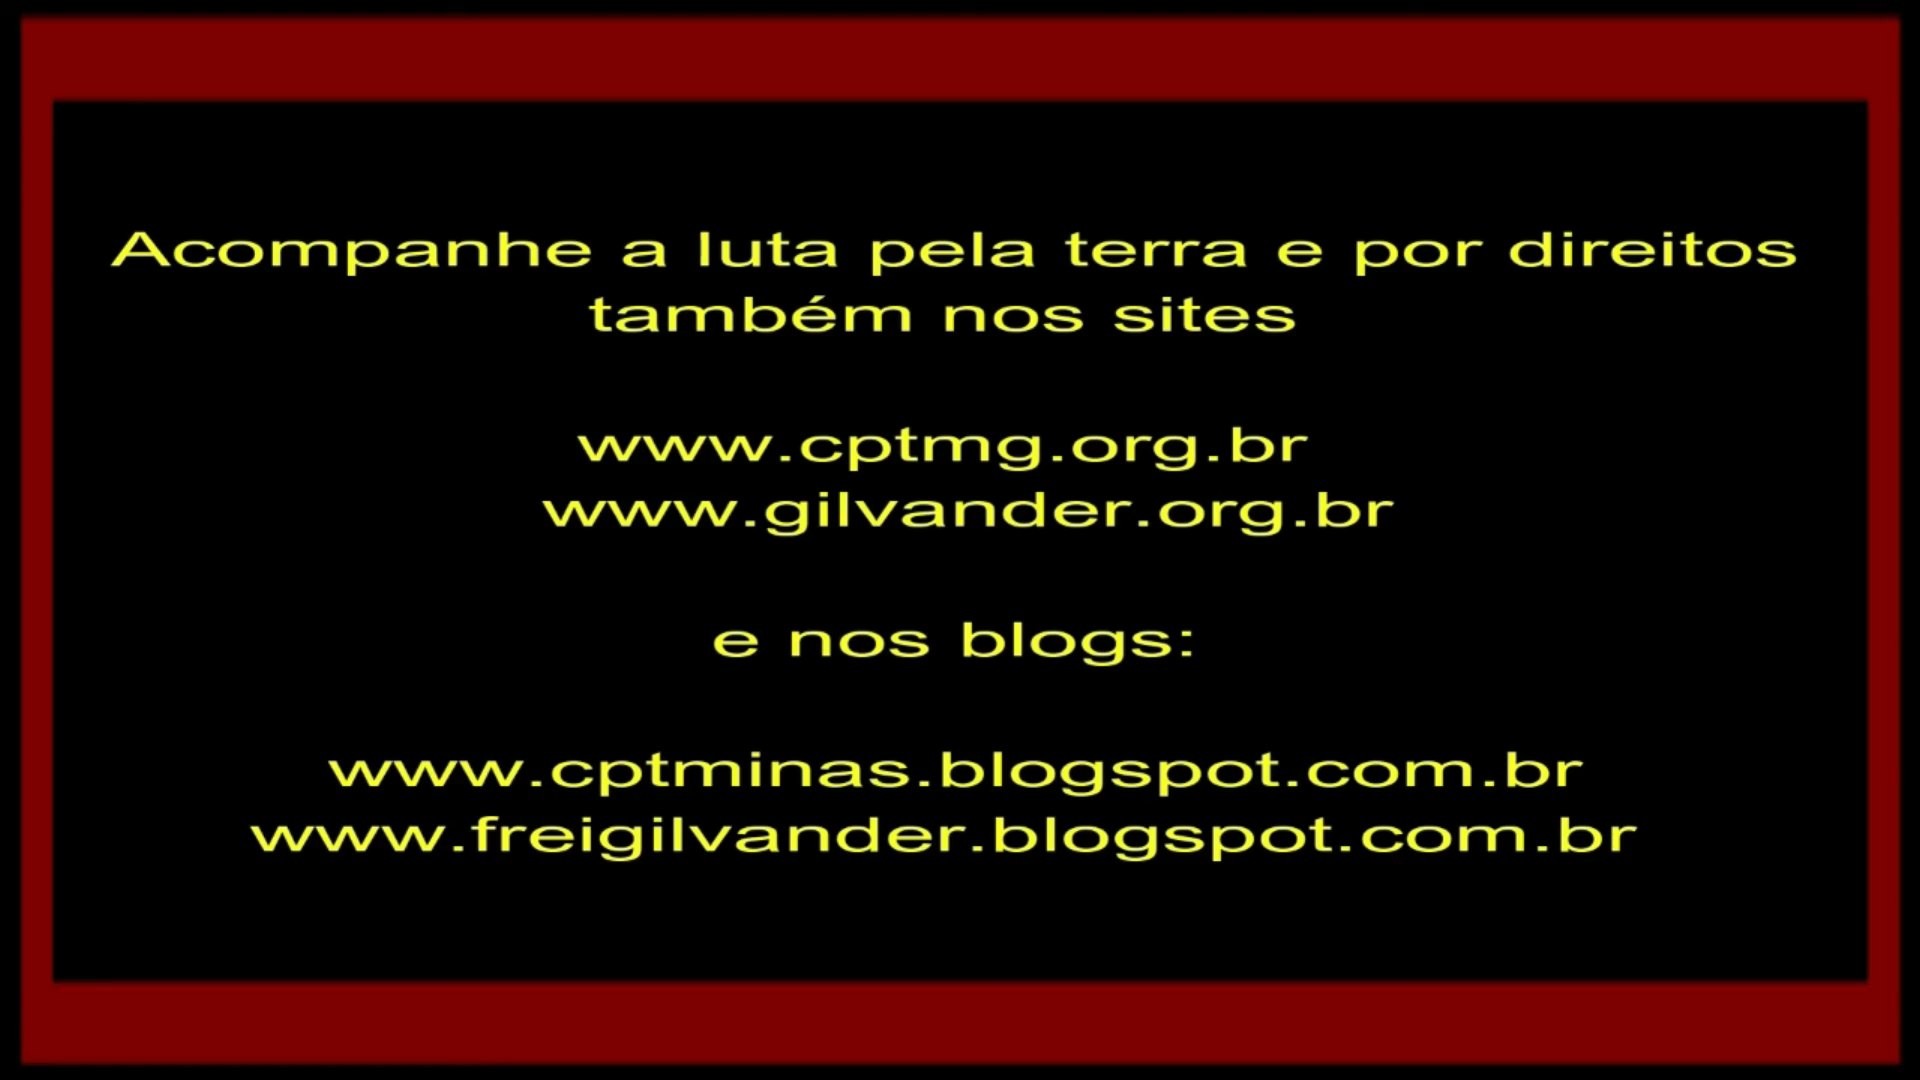 Acompanhe a luta pela terra e por direitos
também nos sites
www.cptmg.org.br
www.gilvander.org.br
e nos blogs:
www.cptminas.blogspot.com.br
www.freigilvander.blogspot.com.br